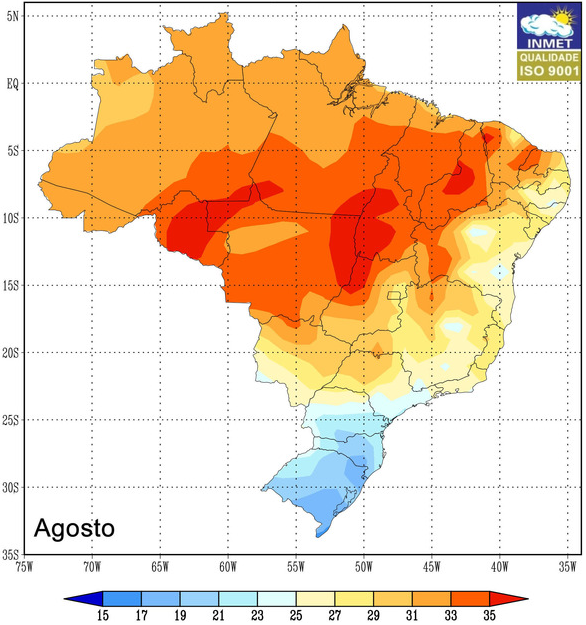 INMET
QUALIDADE
ISO 9001
5N
EQ
5S
10S
15S
20S
25S
30S
35S
Agosto
75W 70W 65W 60W 55W 50W 45W 40W 35W
15 17 19 21 23 25 27 29 31 33 35